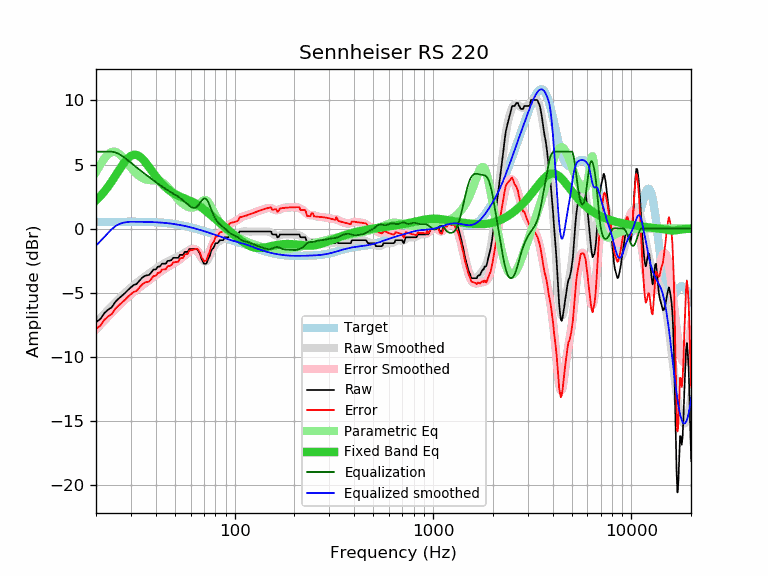 Sennheiser RS 220
Amplitude (dBr)
10
5
0
−5
−10
−15
−20
Target
Raw Smoothed
Error Smoothed
Raw
Error
Parametric Eq
Fixed Band Eq
Equalization
Equalized smoothed
100
1000
10000
Frequency (Hz)